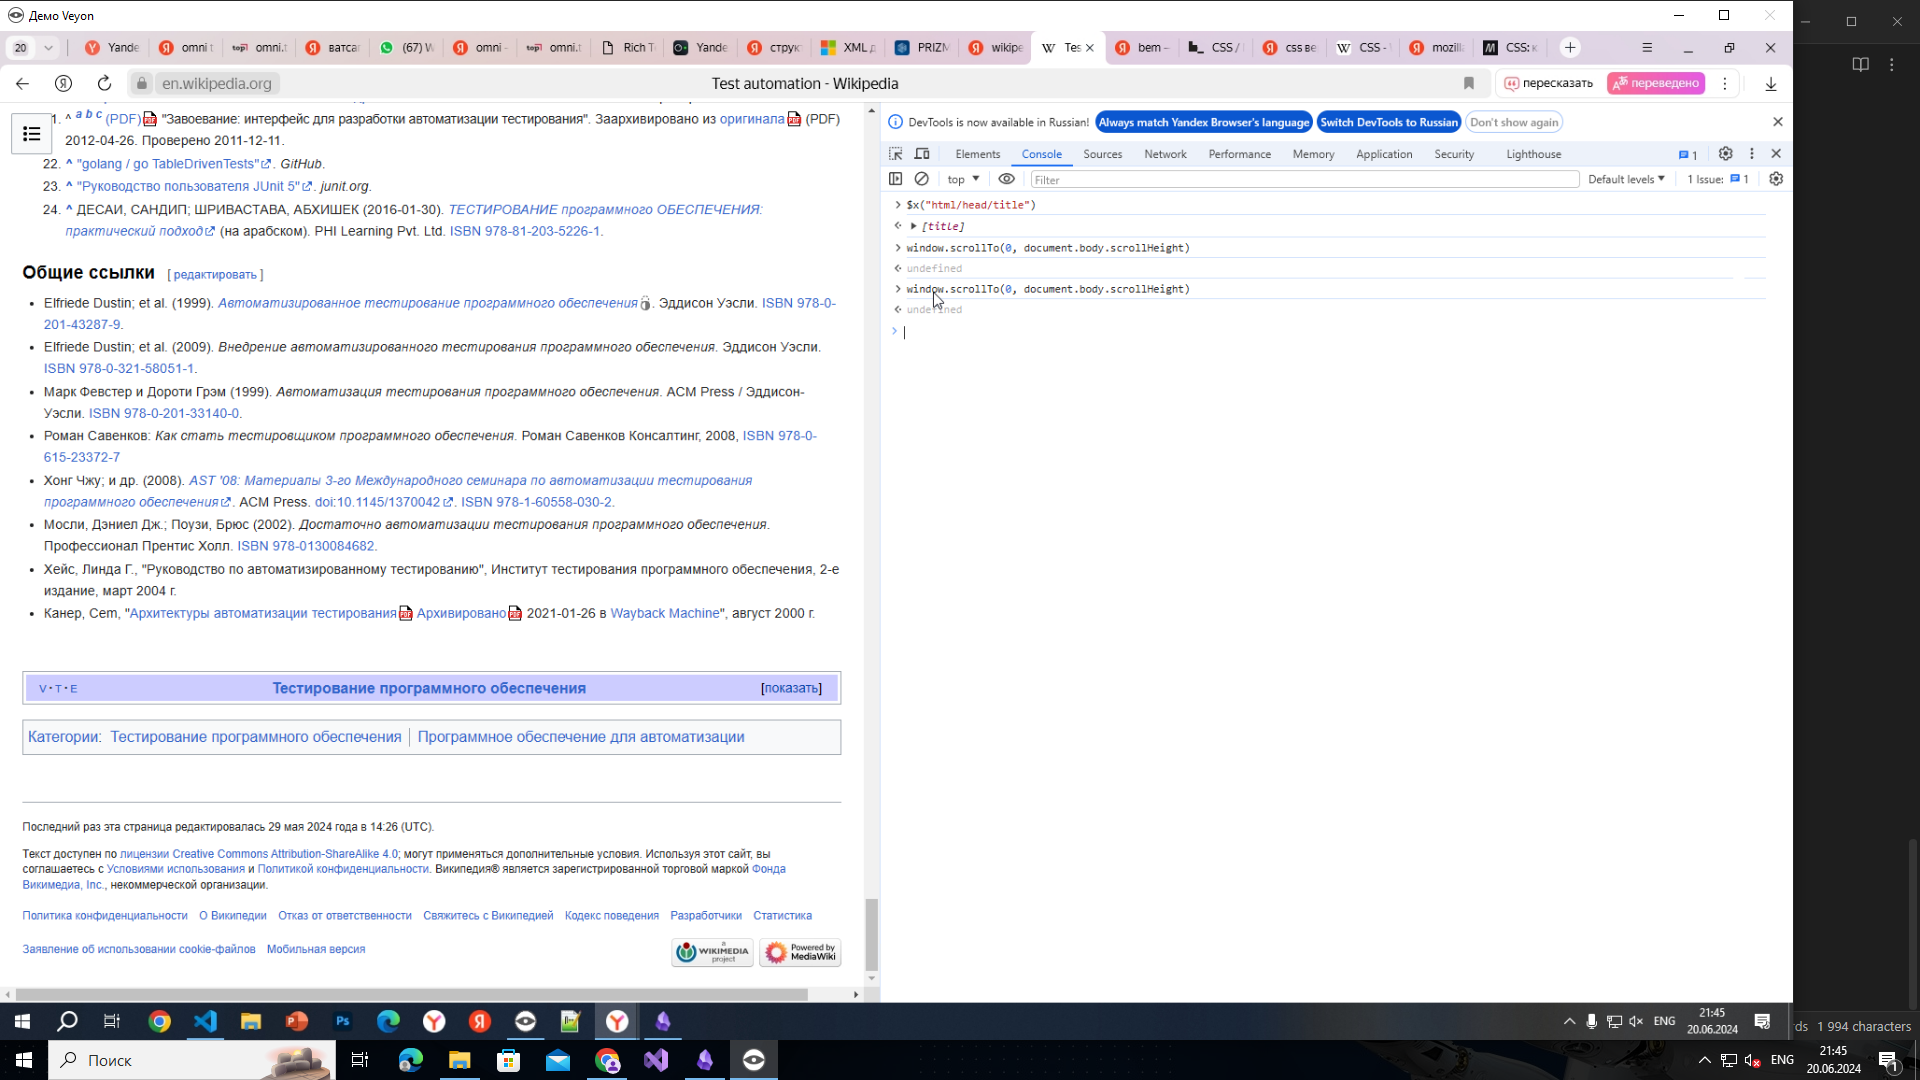 Демо Veyon
20
Yande
omni t
omni.t
ватса
(67) W
omni -
omni.t
Rich T
Yande
струк
XML д
PRIZM
wikipe
Tes
bem –
CSS /
css ве
CSS -
mozill
CSS: к
en.wikipedia.org
Test automation - Wikipedia
пересказать
переведено
1. ^ a b c (PDF) "Завоевание: интерфейс для разработки автоматизации тестирования". Заархивировано из оригинала (PDF)
2012-04-26. Проверено 2011-12-11.
22. ^ "golang / go TableDrivenTests". GitHub.
23. ^ "Руководство пользователя JUnit 5". junit.org.
24. ^ ДЕСАИ, САНДИП; ШРИВАСТАВА, АБХИШЕК (2016-01-30). ТЕСТИРОВАНИЕ программного ОБЕСПЕЧЕНИЯ:
практический подход (на арабском). PHI Learning Pvt. Ltd. ISBN 978-81-203-5226-1.
Общие ссылки [ редактировать ]
• Elfriede Dustin; et al. (1999). Автоматизированное тестирование программного обеспечения. Эддисон Уэсли. ISBN 978-0-
201-43287-9.
• Elfriede Dustin; et al. (2009). Внедрение автоматизированного тестирования программного обеспечения. Эддисон Уэсли.
ISBN 978-0-321-58051-1.
• Марк Февстер и Дороти Грэм (1999). Автоматизация тестирования программного обеспечения. ACM Press / Эддисон-
Уэсли. ISBN 978-0-201-33140-0.
• Роман Савенков: Как стать тестировщиком программного обеспечения. Роман Савенков Консалтинг, 2008, ISBN 978-0-
615-23372-7
• Хонг Чжу; и др. (2008). AST '08: Материалы 3-го Международного семинара по автоматизации тестирования
программного обеспечения. ACM Press. doi:10.1145/1370042. ISBN 978-1-60558-030-2.
• Мосли, Дэниел Дж.; Поузи, Брюс (2002). Достаточно автоматизации тестирования программного обеспечения.
Профессионал Прентис Холл. ISBN 978-0130084682.
• Хейс, Линда Г., "Руководство по автоматизированному тестированию", Институт тестирования программного обеспечения, 2-е
издание, март 2004 г.
• Канер, Cem, "Архитектуры автоматизации тестирования Архивировано 2021-01-26 в Wayback Machine", август 2000 г.
V • T • E
Тестирование программного обеспечения
[показать]
Категории: Тестирование программного обеспечения | Программное обеспечение для автоматизации
Последний раз эта страница редактировалась 29 мая 2024 года в 14:26 (UTC).
Текст доступен по лицензии Creative Commons Attribution-ShareAlike 4.0; могут применяться дополнительные условия. Используя этот сайт, вы
соглашаетесь с Условиями использования и Политикой конфиденциальности. Википедия® является зарегистрированной торговой маркой Фонда
Викимедиа, Inc., некоммерческой организации.
Политика конфиденциальности О Википедии Отказ от ответственности Свяжитесь с Википедией Кодекс поведения Разработчики Статистика
Заявление об использовании cookie-файлов Мобильная версия
a
WIKIMEDIA
project
Powered by
MediaWiki
DevTools is now available in Russian! Always match Yandex Browser's language Switch DevTools to Russian Don't show again
Elements Console Sources Network Performance Memory Application Security Lighthouse
1
top
Filter
Default levels
1 Issue: 1
$x("html/head/title")
[title]
window.scrollTo(0, document.body.scrollHeight)
undefined
window.scrollTo(0, document.body.scrollHeight)
undefined
ENG
21:45
20.06.2024
ds 1 994 characters
Поиск
ENG
21:45
20.06.2024
1